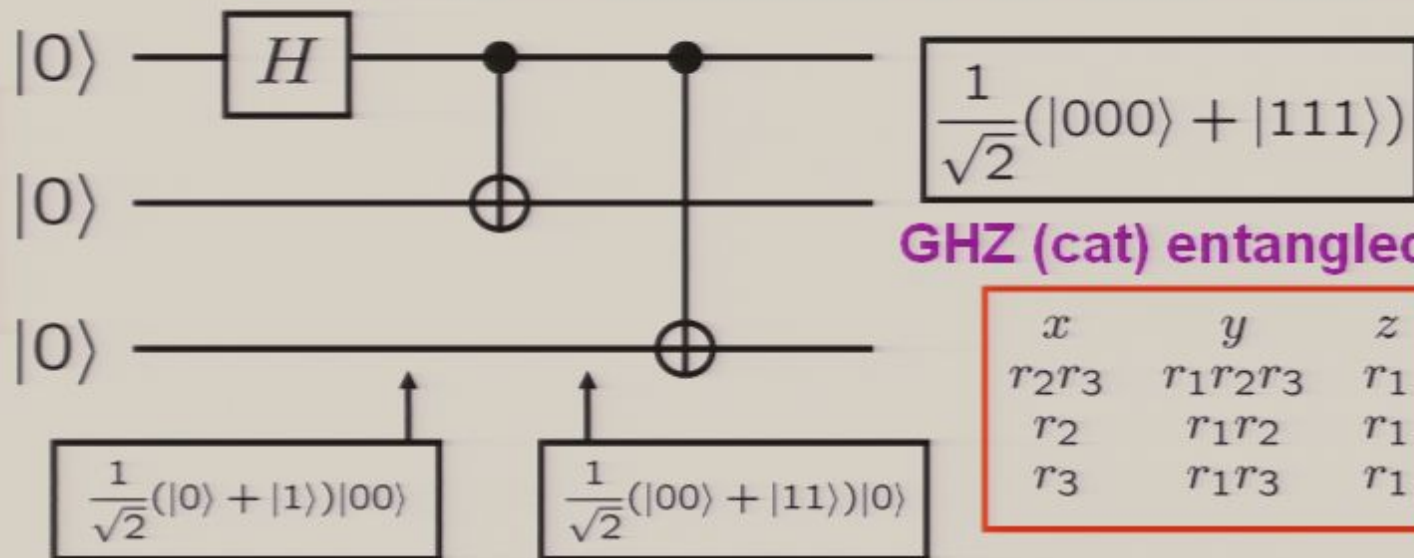 |0⟩ H
1/√2(|000⟩ + |111⟩)
|0⟩
GHZ (cat) entangled
|0⟩
x y z
r₂r₃ r₁r₂r₃ r₁
r₂ r₁r₂ r₁
r₃ r₁r₃ r₁
1/√2(|0⟩ + |1⟩)|00⟩
1/√2(|00⟩ + |11⟩)|0⟩